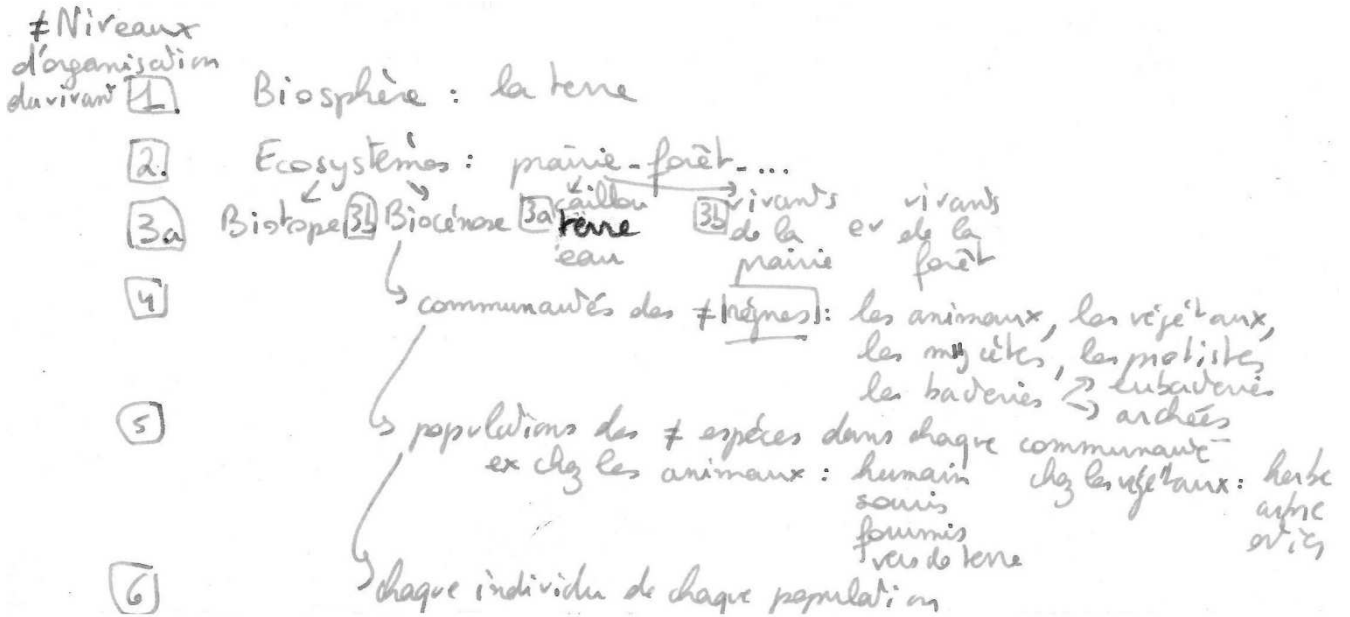 ≠ Niveaux
d'organisation
du vivant 1. Biosphère : la terre
2. Ecosystèmes : prairie - forêt - ...
3a Biotope 3b Biocénose 3a caillou 3b vivants et vivants
terre de la de la
eau prairie forêt
4 communautés des ≠ règnes : les animaux, les végétaux,
les mycètes, les protistes
les bactéries → eubactéries
→ archées
5 populations des ≠ espèces dans chaque communauté
ex chez les animaux : humain chez les végétaux : herbe
souris arbre
fourmis
vers de terre
6 chaque individu de chaque population